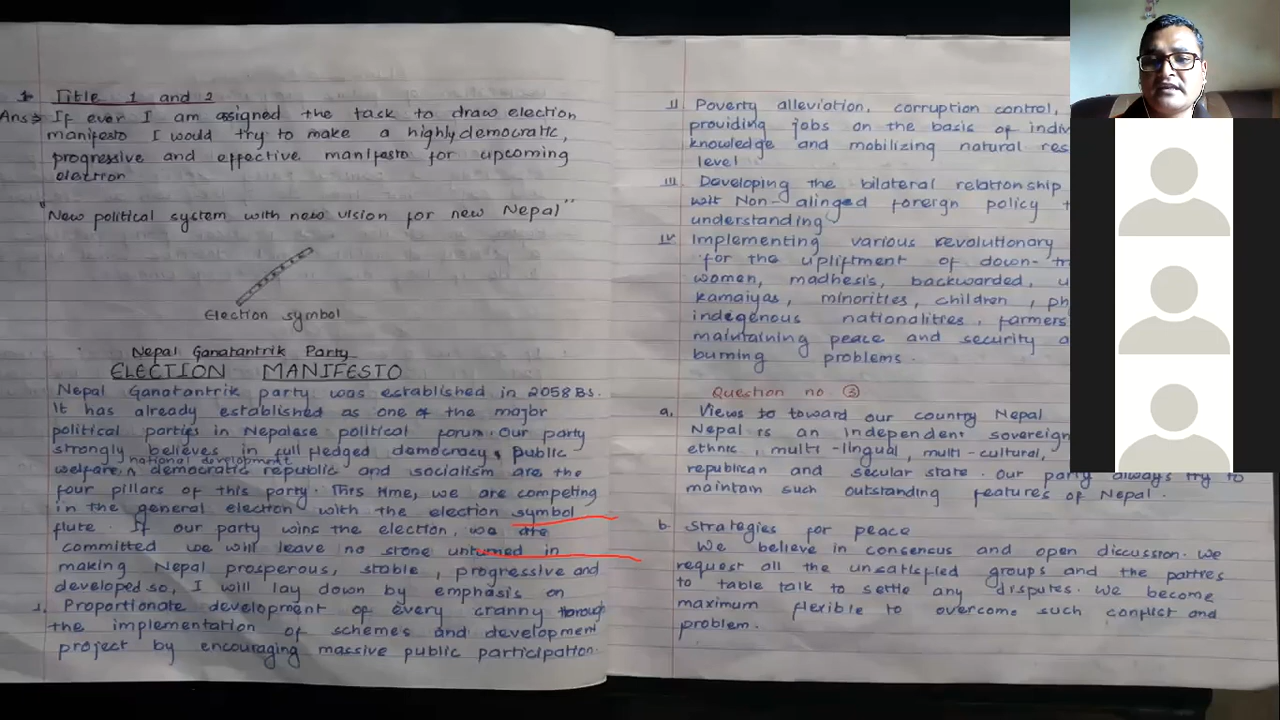 1. Title 1 and 2
Ans⇒ If ever I am assigned the task to draw election
manifesto I would try to make a highly democratic,
progressive and effective manifesto for upcoming
election
"New political system with new vision for new Nepal"
Election symbol
Nepal Ganatantrik Party
ELECTION MANIFESTO
Nepal Ganatantrik party was established in 2058 Bs.
It has already established as one of the major
political parties in Nepalese political forum. Our party
strongly believes in full fledged democracy, public
national development
welfare, democratic republic and socialism are the
four pillars of this party. This time, we are competing
in the general election with the election symbol
flute. If our party wins the election, we are
committed we will leave no stone unturned in
making Nepal prosperous, stable, progressive and
developed so, I will lay down by emphasis on
1. Proportionate development of every cranny thorough
the implementation of schemes and development
project by encouraging massive public participation.
II Poverty alleviation, corruption control,
providing jobs on the basis of indiv
knowledge and mobilizing natural res
level
III. Developing the bilateral relationship
wit Non-alinged foreign policy
understanding
IV. Implementing various revolutionary
for the upliftment of down-tr
women, madhesis, backwarded, u
kamaiyas, minorities, children, ph
indegenous nationalities, farmers
maintaining peace and security a
burning problems.
Question no ③
a. Views to toward our country Nepal
Nepal is an independent sovereign
ethnic, multi-lingual, multi-cultural,
republican and secular state. our party always try to
maintain such outstanding features of Nepal.
b. Strategies for peace
We believe in consencus and open discussion. we
request all the unsatisfied groups and the parties
to table talk to settle any disputes. We become
maximum flexible to overcome such conflict and
problem.